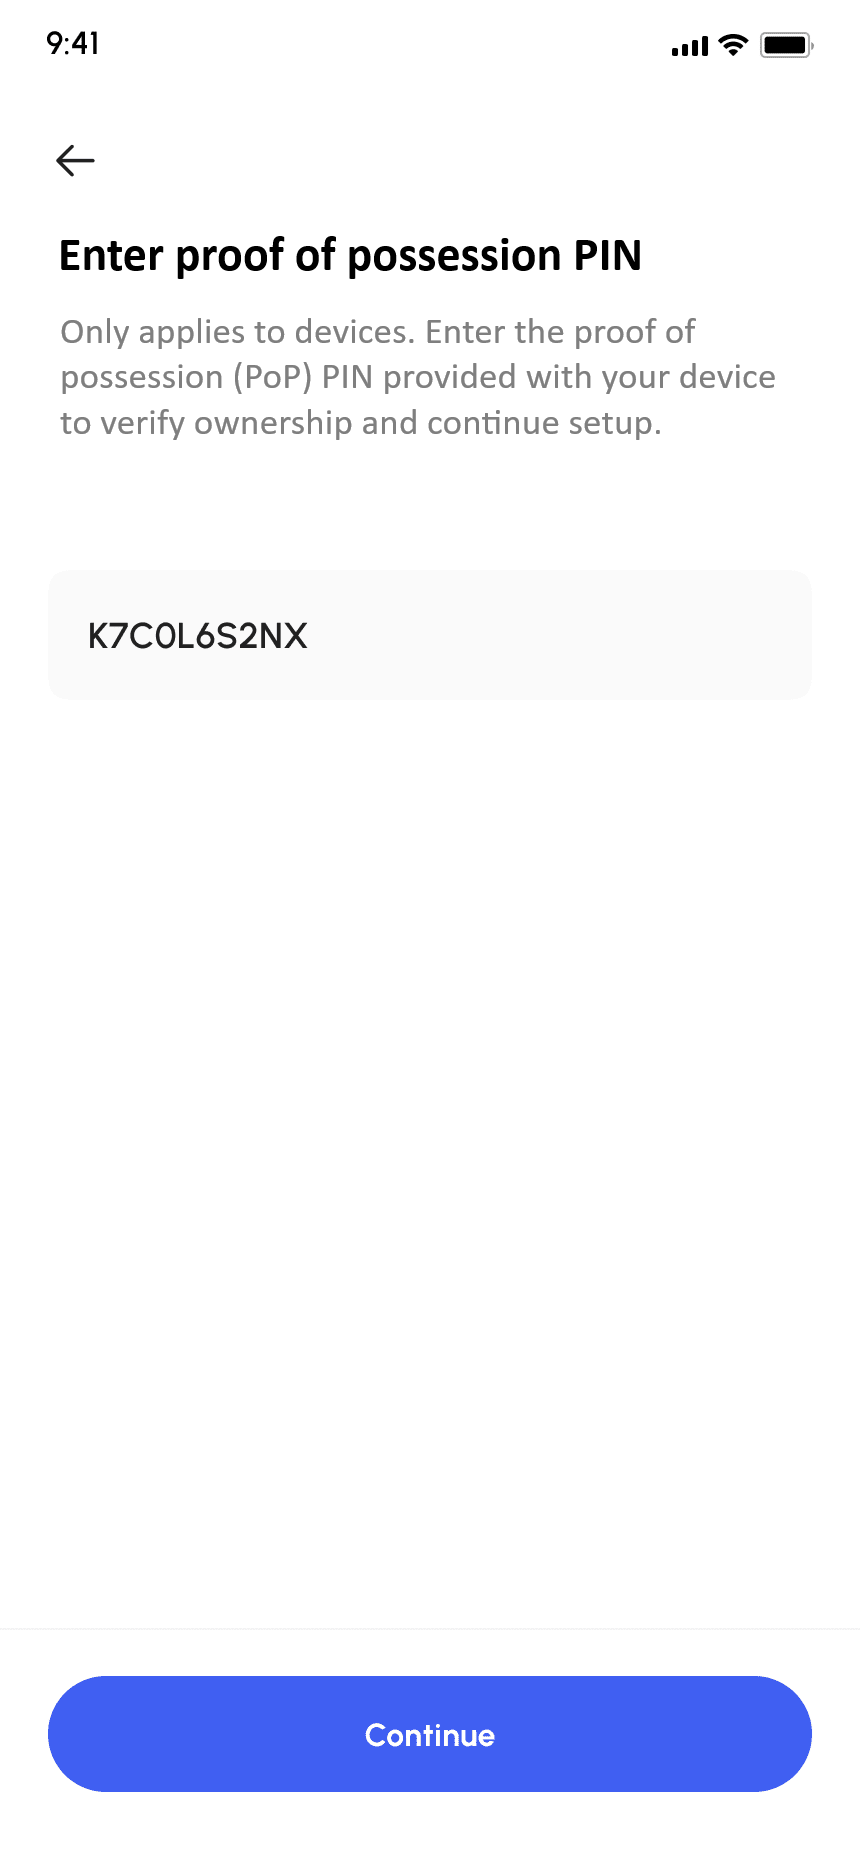 9:41
Enter proof of possession PIN
Only applies to devices. Enter the proof of
possession (PoP) PIN provided with your device
to verify ownership and continue setup.
K7C0L6S2NX
Continue